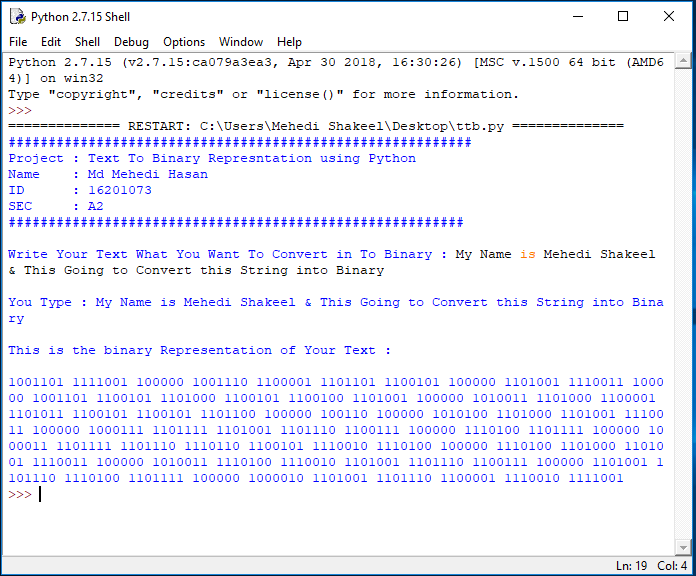 Python 2.7.15 Shell
File Edit Shell Debug Options Window Help
Python 2.7.15 (v2.7.15:ca079a3ea3, Apr 30 2018, 16:30:26) [MSC v.1500 64 bit (AMD6
4)] on win32
Type "copyright", "credits" or "license()" for more information.
>>>
============== RESTART: C:\Users\Mehedi Shakeel\Desktop\ttb.py ==============
##########################################################
Project : Text To Binary Represntation using Python
Name    : Md Mehedi Hasan
ID      : 16201073
SEC     : A2
#########################################################
Write Your Text What You Want To Convert in To Binary : My Name is Mehedi Shakeel
& This Going to Convert this String into Binary
You Type : My Name is Mehedi Shakeel & This Going to Convert this String into Bina
ry
This is the binary Representation of Your Text :
1001101 1111001 100000 1001110 1100001 1101101 1100101 100000 1101001 1110011 1000
00 1001101 1100101 1101000 1100101 1100100 1101001 100000 1010011 1101000 1100001
1101011 1100101 1100101 1101100 100000 100110 100000 1010100 1101000 1101001 11100
11 100000 1000111 1101111 1101001 1101110 1100111 100000 1110100 1101111 100000 10
00011 1101111 1101110 1110110 1100101 1110010 1110100 100000 1110100 1101000 11010
01 1110011 100000 1010011 1110100 1110010 1101001 1101110 1100111 100000 1101001 1
101110 1110100 1101111 100000 1000010 1101001 1101110 1100001 1110010 1111001
>>>
Ln: 19 Col: 4